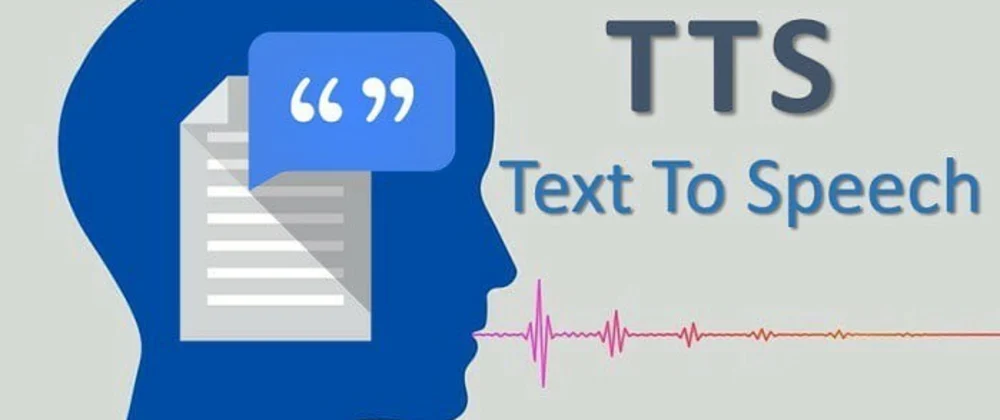 “ ”
TTS
Text To Speech